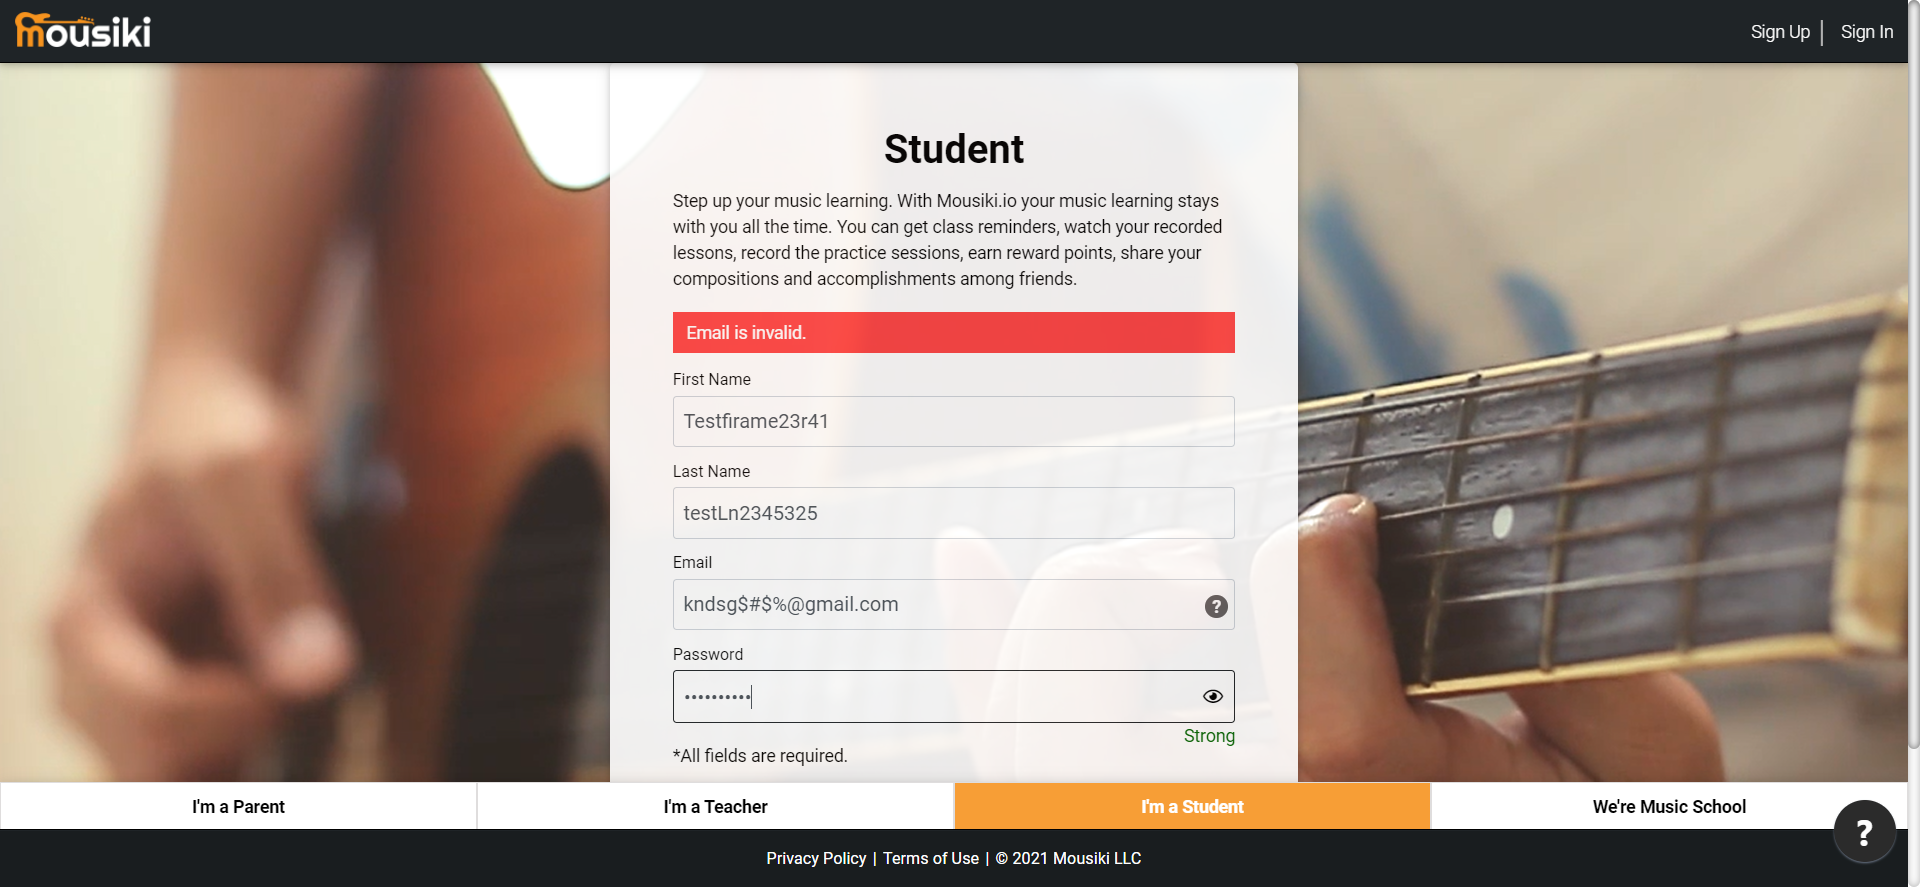 mousiki
Sign Up | Sign In
Student
Step up your music learning. With Mousiki.io your music learning stays
with you all the time. You can get class reminders, watch your recorded
lessons, record the practice sessions, earn reward points, share your
compositions and accomplishments among friends.
Email is invalid.
First Name
Testfirame23r41
Last Name
testLn2345325
Email
kndsg$#$%@gmail.com
?
Password
••••••••••
Strong
*All fields are required.
I'm a Parent
I'm a Teacher
I'm a Student
We're Music School
?
Privacy Policy | Terms of Use | © 2021 Mousiki LLC